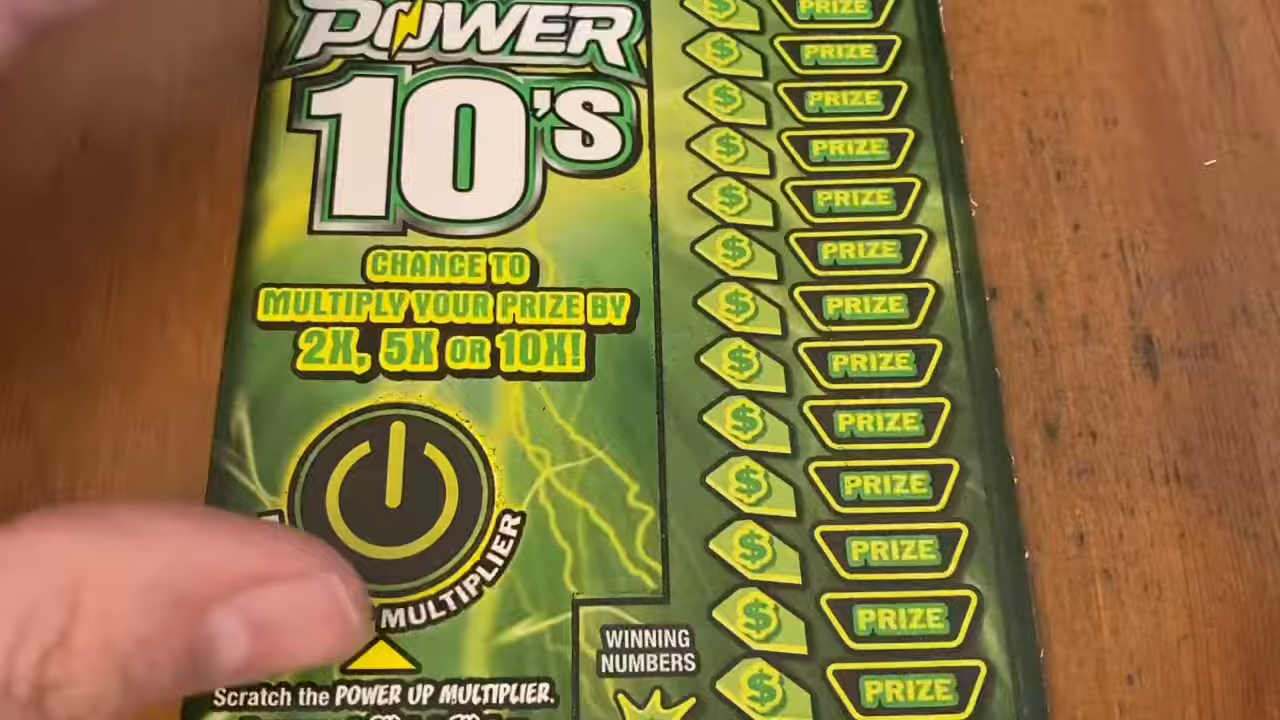 POWER
10'S
CHANCE TO
MULTIPLY YOUR PRIZE BY
2X, 5X OR 10X!
MULTIPLIER
Scratch the POWER UP MULTIPLIER.
WINNING
NUMBERS
$ PRIZE
$ PRIZE
$ PRIZE
$ PRIZE
$ PRIZE
$ PRIZE
$ PRIZE
$ PRIZE
$ PRIZE
$ PRIZE
$ PRIZE
$ PRIZE
$ PRIZE